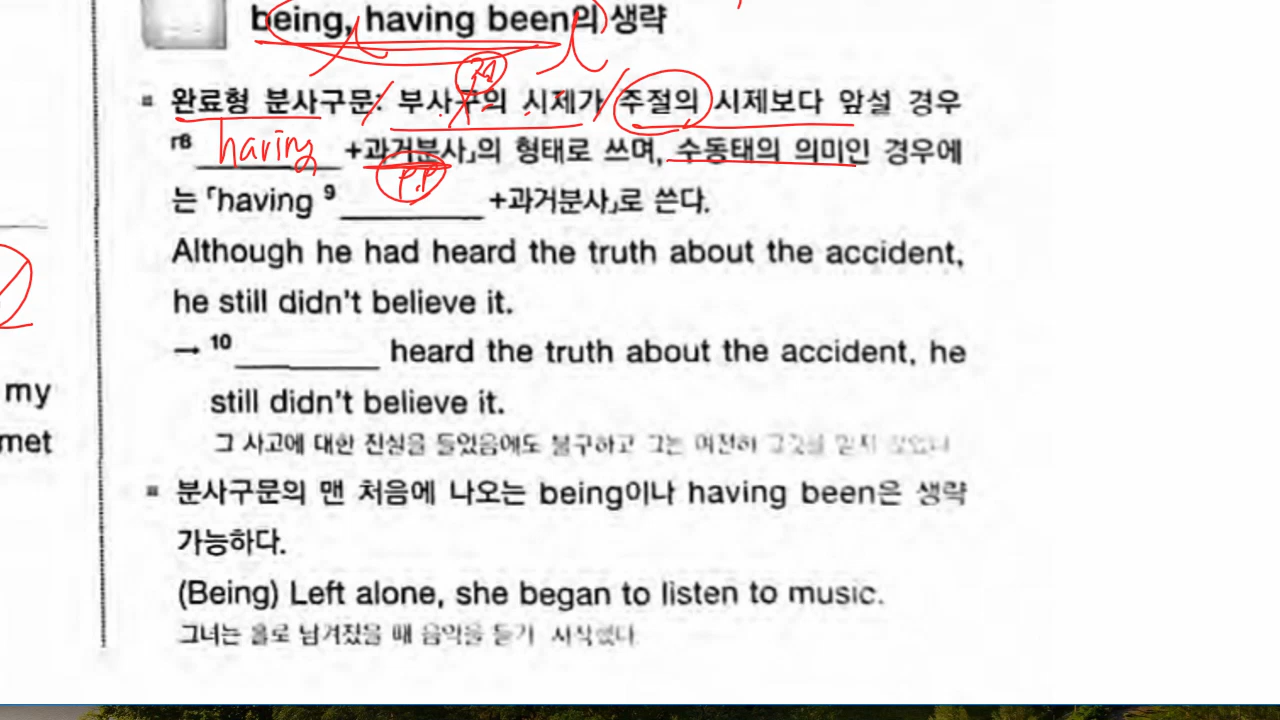 being, having been의 생략
▪ 완료형 분사구문: 부사구의 시제가 주절의 시제보다 앞설 경우
절
「8 having +과거분사」의 형태로 쓰며, 수동태의 의미인 경우에
p.p
는 「having 9 ________ +과거분사」로 쓴다.
Although he had heard the truth about the accident,
he still didn't believe it.
→ 10 ________ heard the truth about the accident, he
still didn't believe it.
그 사고에 대한 진실을 들었음에도 불구하고 그는 여전히 그것을 믿지 않았다
my
met
▪ 분사구문의 맨 처음에 나오는 being이나 having been은 생략
가능하다.
(Being) Left alone, she began to listen to music.
그녀는 홀로 남겨졌을 때 음악을 듣기 시작했다